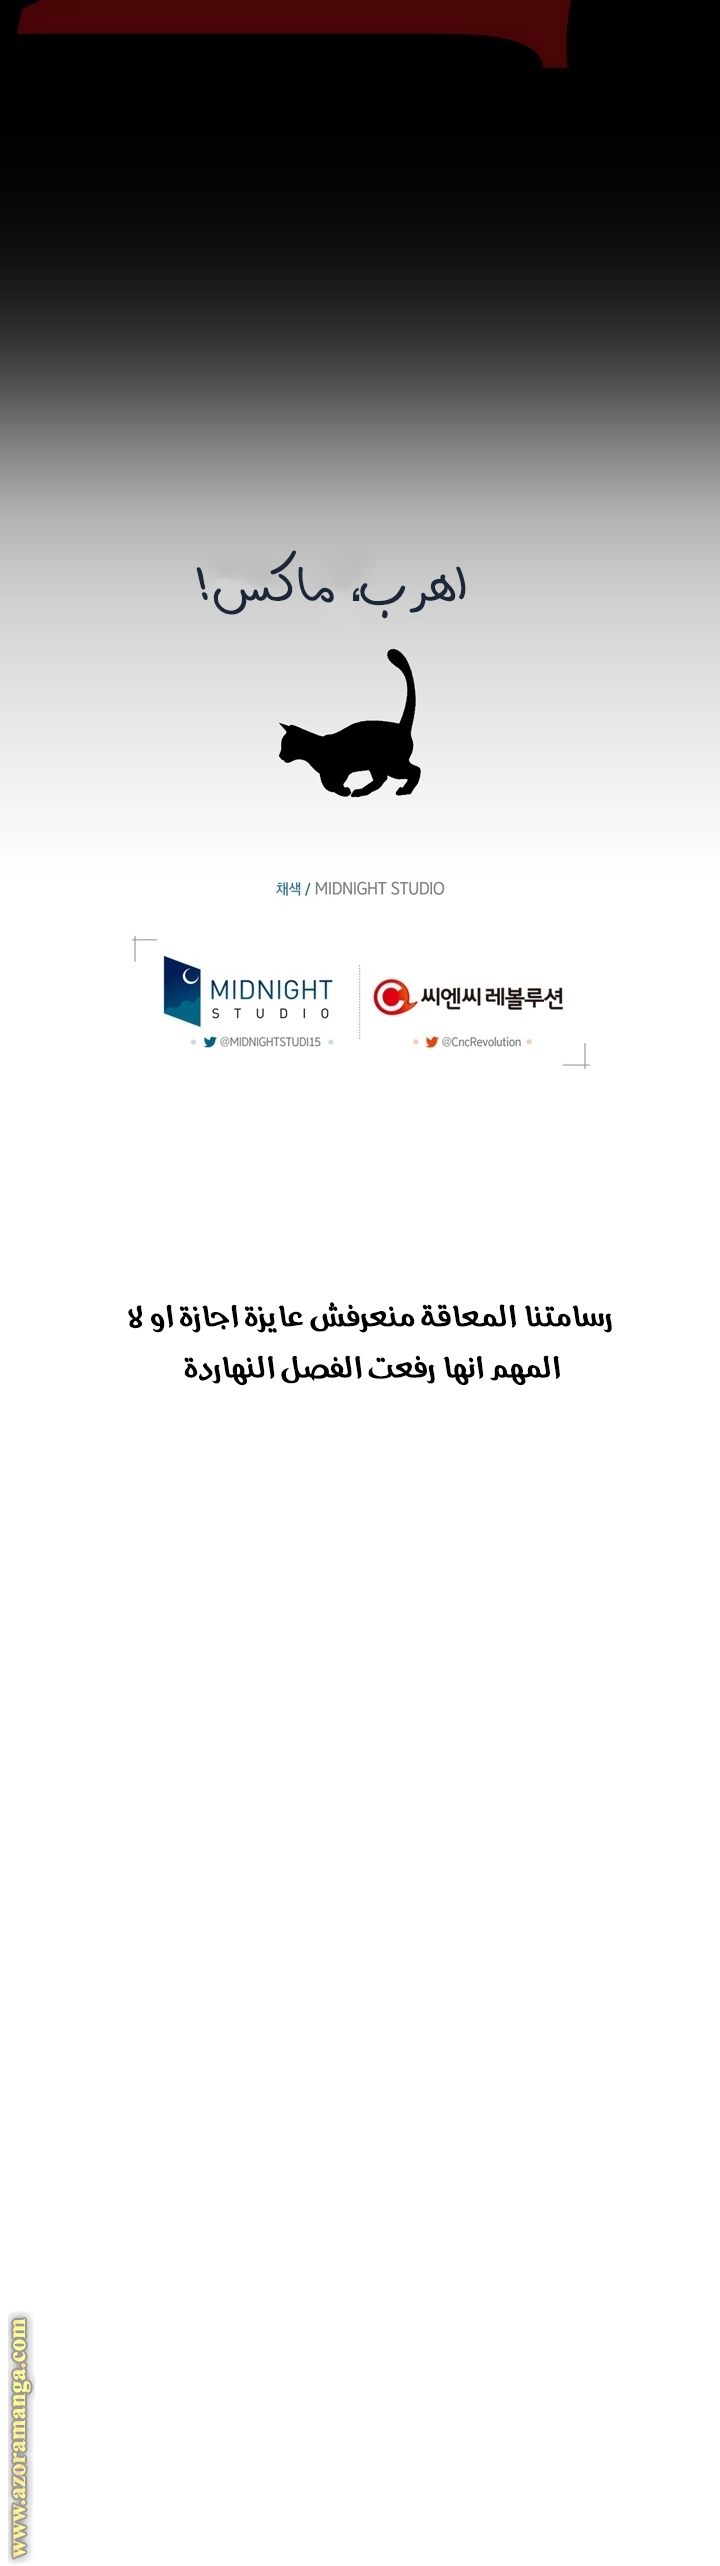 اهرب، ماكس!
채색 / MIDNIGHT STUDIO
MIDNIGHT
STUDIO
씨엔씨 레볼루션
@MIDNIGHTSTUDI15
@CncRevolution
رسامتنا المعاقة منعرفش عايزة اجازة او لا
المهم انها رفعت الفصل النهاردة
www.azoramanga.com